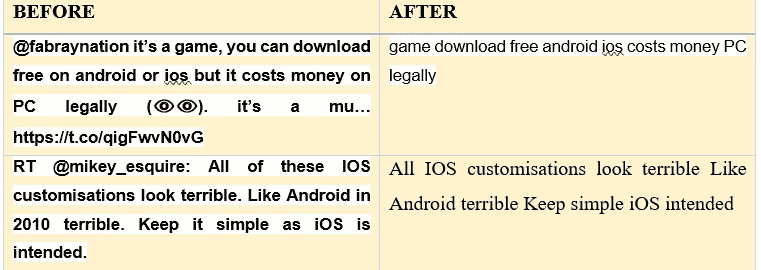 BEFORE
AFTER
@fabraynation it’s a game, you can download
free on android or ios but it costs money on
PC legally (👁👁). it’s a mu…
https://t.co/qigFwvN0vG
game download free android ios costs money PC
legally
RT @mikey_esquire: All of these IOS
customisations look terrible. Like Android in
2010 terrible. Keep it simple as iOS is
intended.
All IOS customisations look terrible Like
Android terrible Keep simple iOS intended